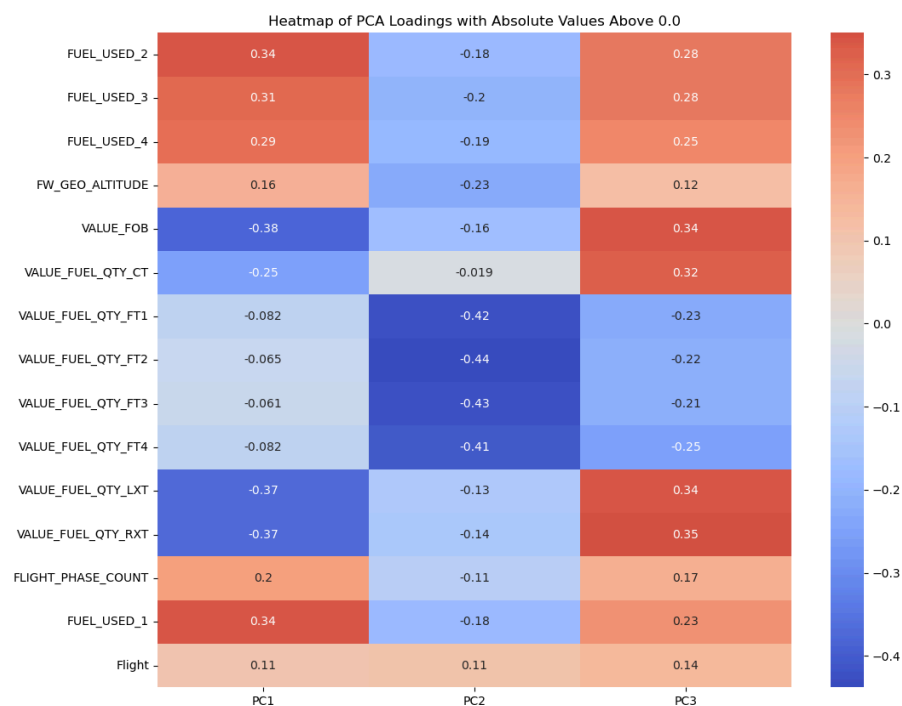 Heatmap of PCA Loadings with Absolute Values Above 0.0
FUEL_USED_2 0.34 -0.18 0.28
FUEL_USED_3 0.31 -0.2 0.28
FUEL_USED_4 0.29 -0.19 0.25
FW_GEO_ALTITUDE 0.16 -0.23 0.12
VALUE_FOB -0.38 -0.16 0.34
VALUE_FUEL_QTY_CT -0.25 -0.019 0.32
VALUE_FUEL_QTY_FT1 -0.082 -0.42 -0.23
VALUE_FUEL_QTY_FT2 -0.065 -0.44 -0.22
VALUE_FUEL_QTY_FT3 -0.061 -0.43 -0.21
VALUE_FUEL_QTY_FT4 -0.082 -0.41 -0.25
VALUE_FUEL_QTY_LXT -0.37 -0.13 0.34
VALUE_FUEL_QTY_RXT -0.37 -0.14 0.35
FLIGHT_PHASE_COUNT 0.2 -0.11 0.17
FUEL_USED_1 0.34 -0.18 0.23
Flight 0.11 0.11 0.14
PC1 PC2 PC3
0.3
0.2
0.1
0.0
−0.1
−0.2
−0.3
−0.4